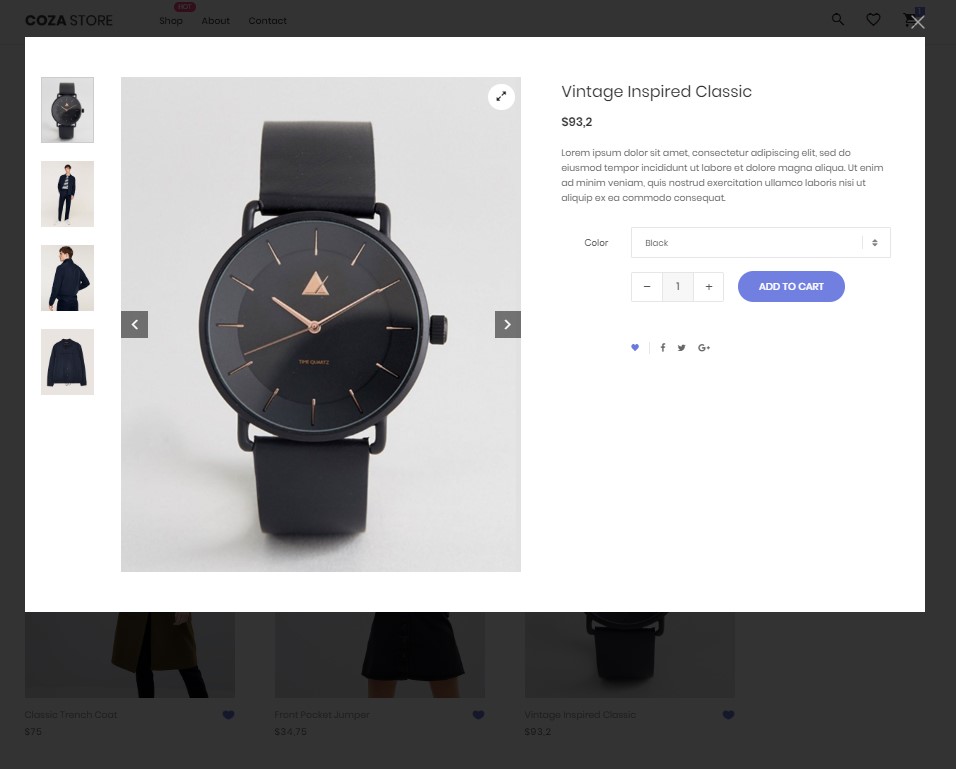 COZA STORE
HOT
Shop About Contact
Vintage Inspired Classic
$93,2
Lorem ipsum dolor sit amet, consectetur adipiscing elit, sed do
eiusmod tempor incididunt ut labore et dolore magna aliqua. Ut enim
ad minim veniam, quis nostrud exercitation ullamco laboris nisi ut
aliquip ex ea commodo consequat.
Color Black
− 1 + ADD TO CART
TIME QUARTZ
Classic Trench Coat
$75
Front Pocket Jumper
$34,75
Vintage Inspired Classic
$93,2